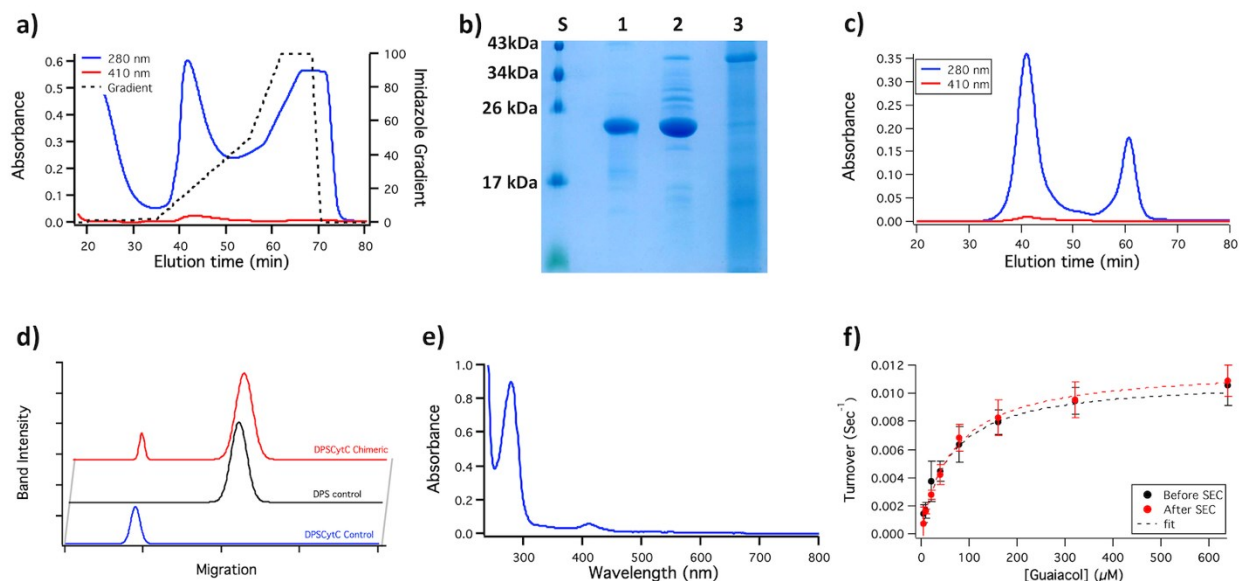 a)
280 nm
410 nm
Gradient
0.6
0.5
0.4
0.3
0.2
0.1
0.0
Absorbance
100
80
60
40
20
0
Imidazole Gradient
20 30 40 50 60 70 80
Elution time (min)
b)
S 1 2 3
43kDa
34kDa
26 kDa
17 kDa
c)
280 nm
410 nm
0.35
0.30
0.25
0.20
0.15
0.10
0.05
0.00
Absorbance
20 30 40 50 60 70 80
Elution time (min)
d)
Band Intensity
DPSCytC Chimeric
DPS control
DPSCytC Control
Migration
e)
1.0
0.8
0.6
0.4
0.2
0.0
Absorbance
300 400 500 600 700 800
Wavelength (nm)
f)
0.012
0.010
0.008
0.006
0.004
0.002
0.000
Turnover (Sec⁻¹)
Before SEC
After SEC
fit
0 100 200 300 400 500 600
[Guaiacol] (µM)